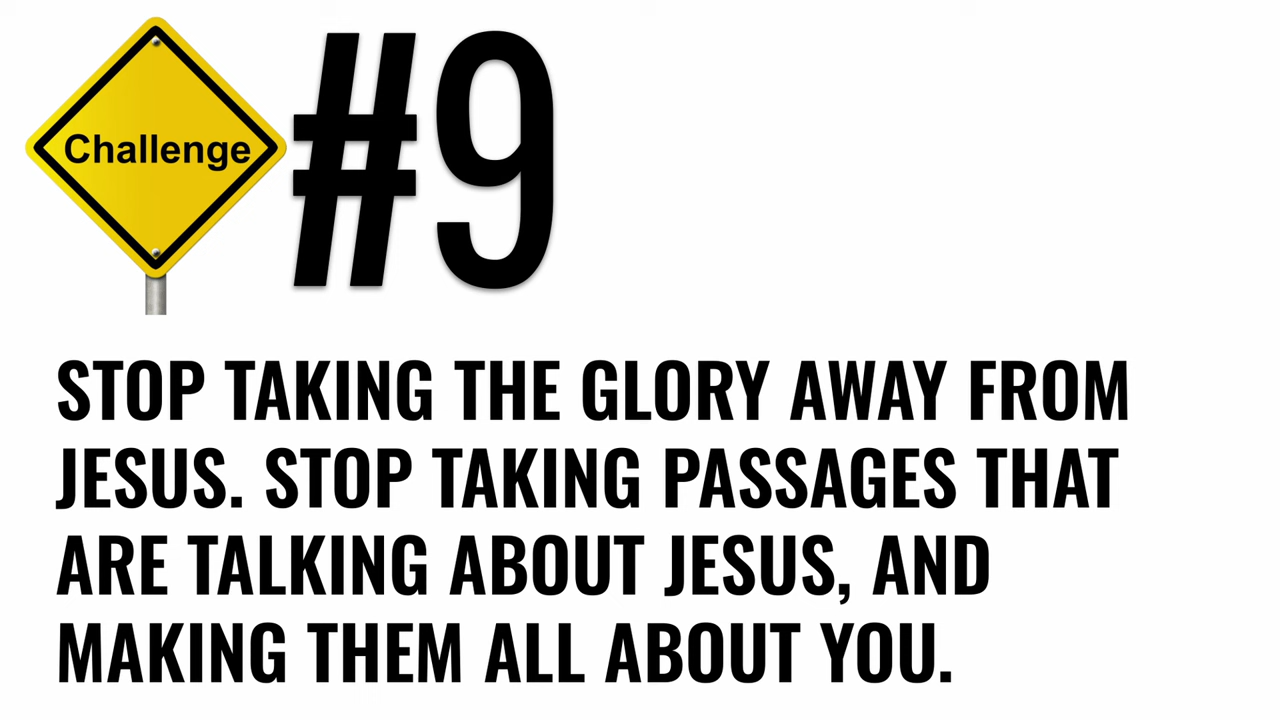 Challenge
#9
STOP TAKING THE GLORY AWAY FROM
JESUS. STOP TAKING PASSAGES THAT
ARE TALKING ABOUT JESUS, AND
MAKING THEM ALL ABOUT YOU.